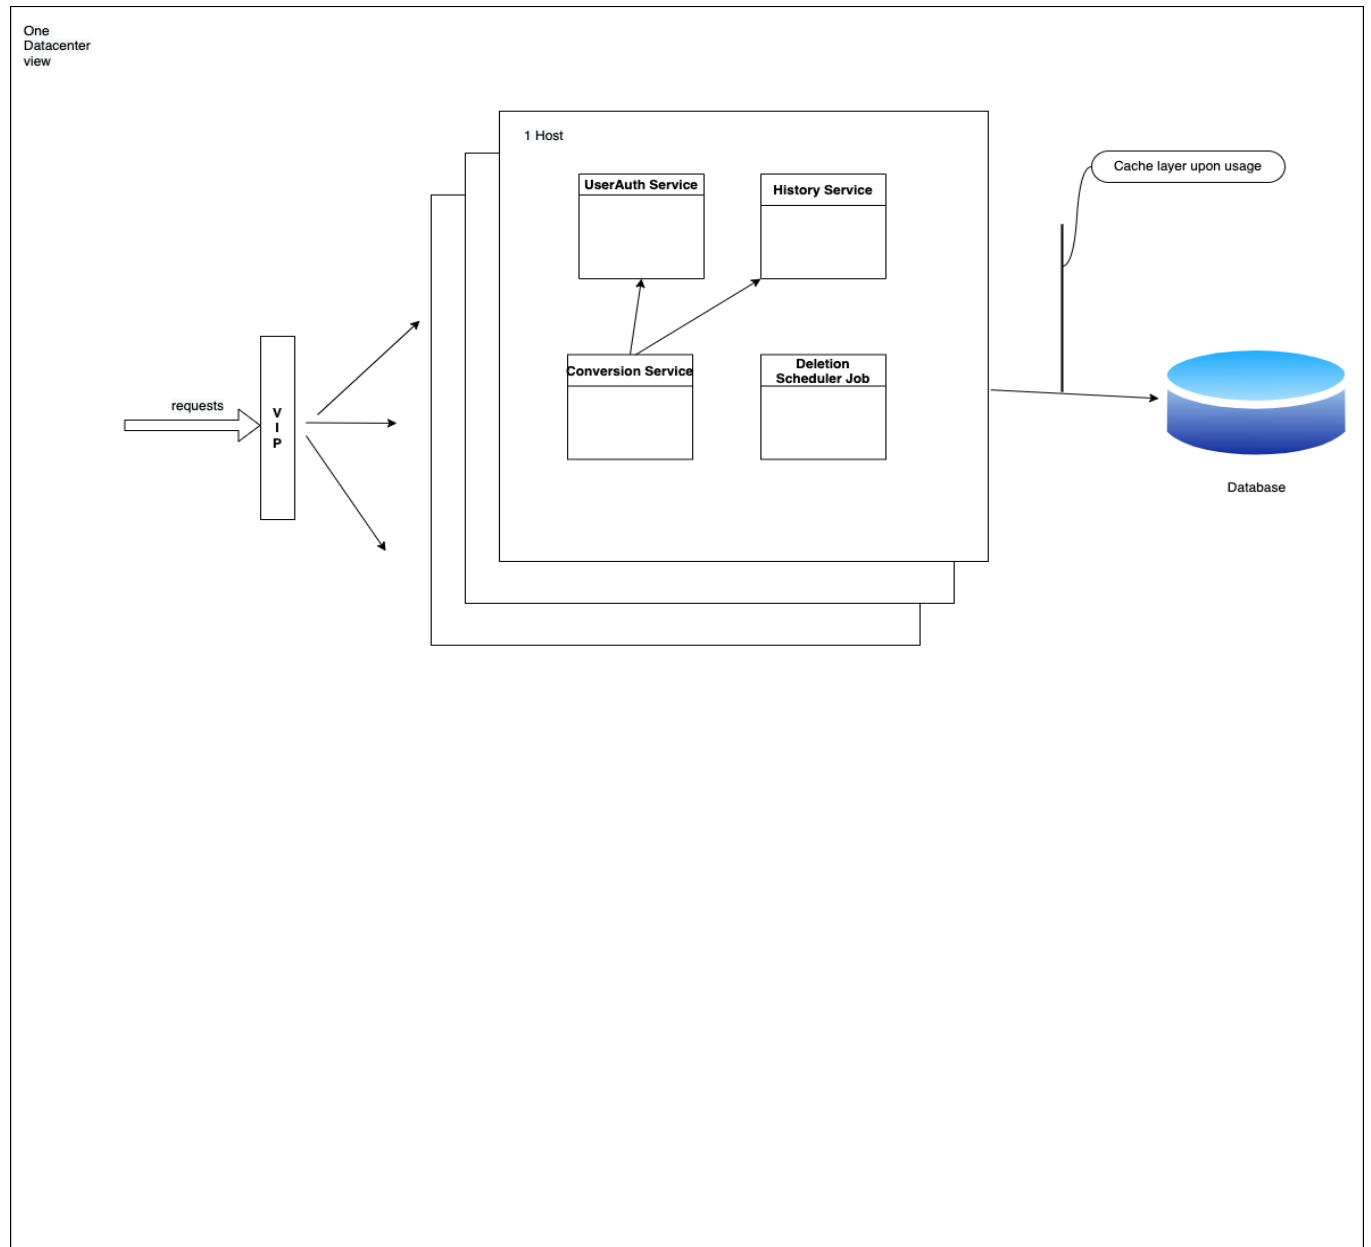 One
Datacenter
view
1 Host
UserAuth Service
History Service
Cache layer upon usage
Conversion Service
Deletion
Scheduler Job
requests
V
I
P
Database